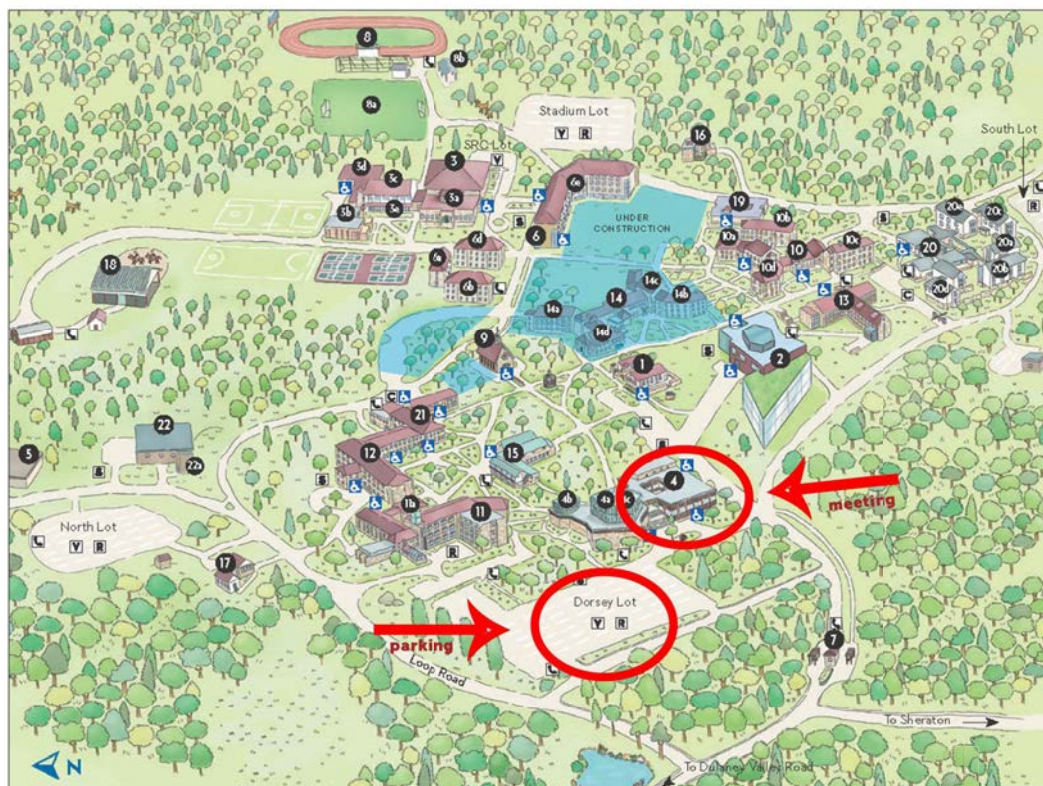 8
8b
8a
Stadium Lot
Y R
SRC Lot
Y
16
South Lot
R
3d
3c
3
3a
3b
3e
6e
6
UNDER
CONSTRUCTION
19
10b
10a
10
10c
10d
20e
20c
20
20a
20b
20d
6d
6a
6b
18
14c
14
14b
14a
14d
13
C
9
1
2
S
C
21
22
22a
5
S
12
15
4
4b
4a
meeting
11a
11
R
North Lot
Y R
17
Dorsey Lot
Y R
parking
Loop Road
7
To Sheraton
N
To Dulaney Valley Road